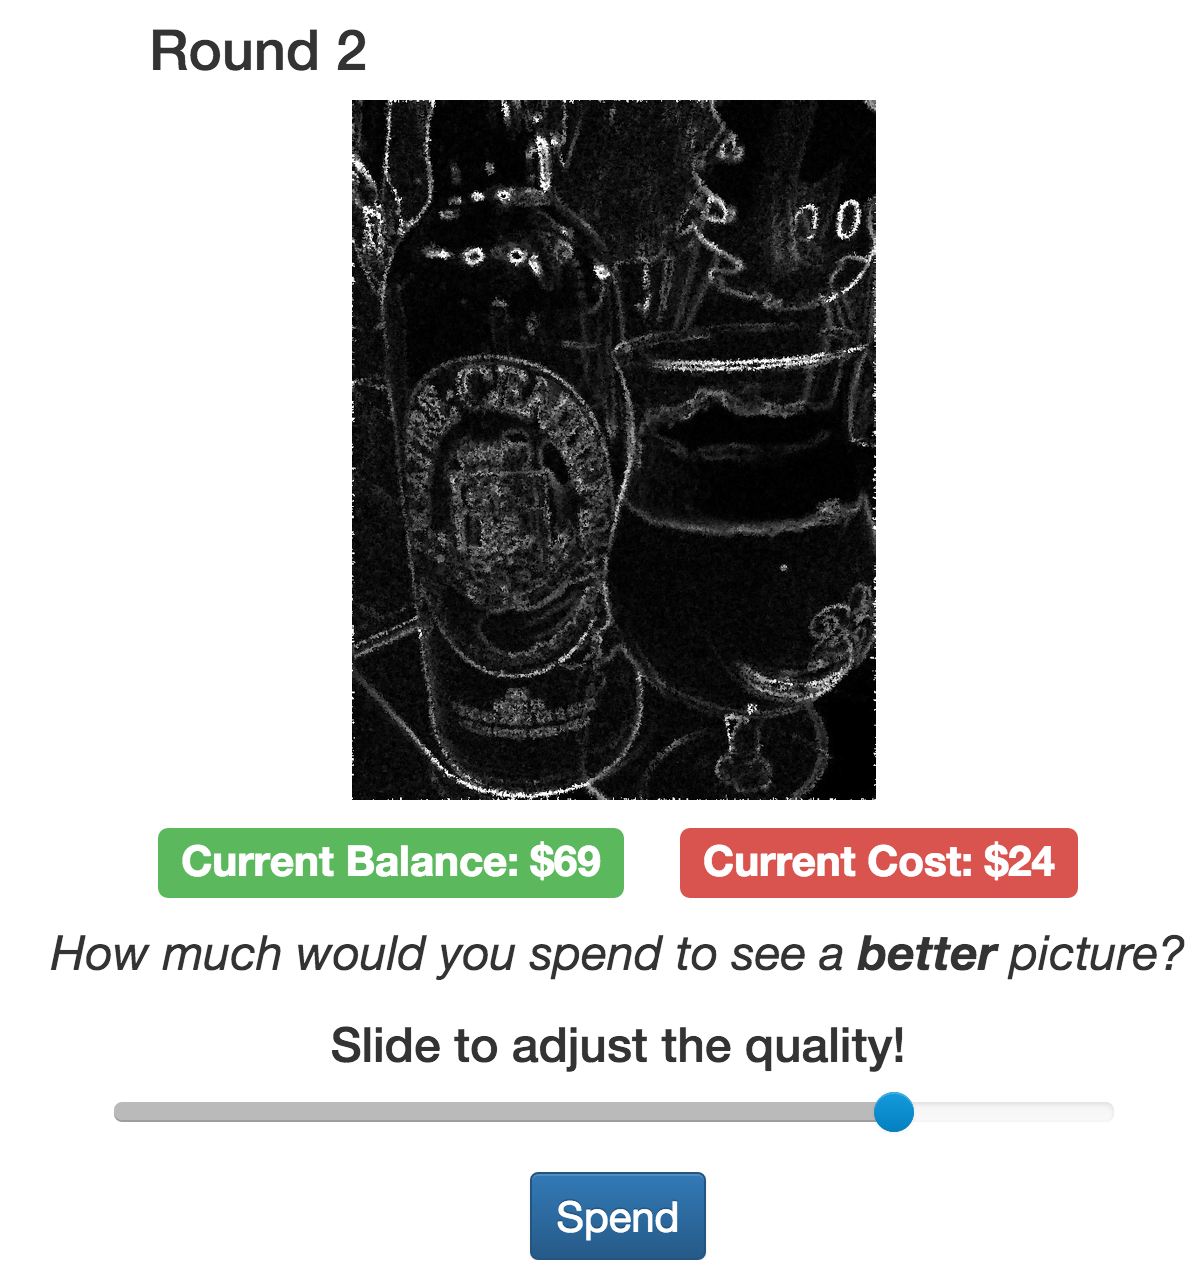 Round 2
Current Balance: $69
Current Cost: $24
How much would you spend to see a better picture?
Slide to adjust the quality!
Spend